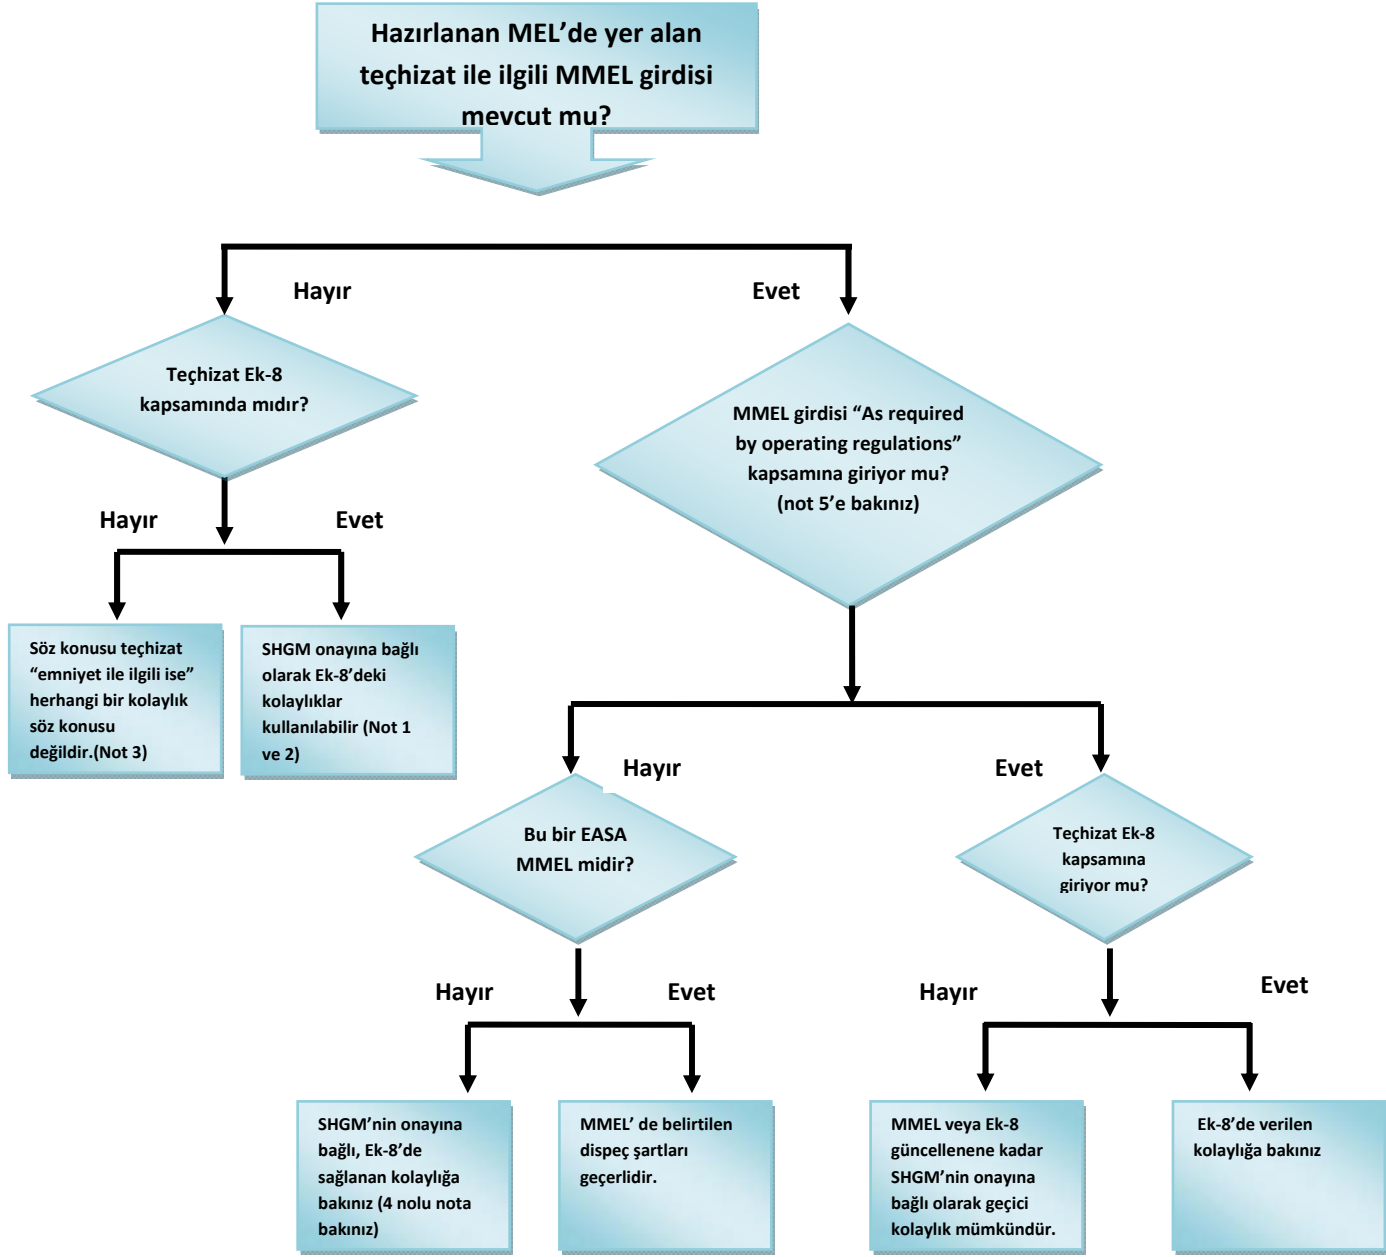 Hazırlanan MEL’de yer alan
teçhizat ile ilgili MMEL girdisi
mevcut mu?
Hayır
Evet
Teçhizat Ek-8
kapsamında mıdır?
MMEL girdisi “As required
by operating regulations”
kapsamına giriyor mu?
(not 5’e bakınız)
Hayır
Evet
Söz konusu teçhizat
“emniyet ile ilgili ise”
herhangi bir kolaylık
söz konusu
değildir.(Not 3)
SHGM onayına bağlı
olarak Ek-8’deki
kolaylıklar
kullanılabilir (Not 1
ve 2)
Hayır
Evet
Bu bir EASA
MMEL midir?
Teçhizat Ek-8
kapsamına
giriyor mu?
Hayır
Evet
Hayır
Evet
SHGM’nin onayına
bağlı, Ek-8’de
sağlanan kolaylığa
bakınız (4 nolu nota
bakınız)
MMEL’ de belirtilen
dispeç şartları
geçerlidir.
MMEL veya Ek-8
güncellenene kadar
SHGM’nin onayına
bağlı olarak geçici
kolaylık mümkündür.
Ek-8’de verilen
kolaylığa bakınız